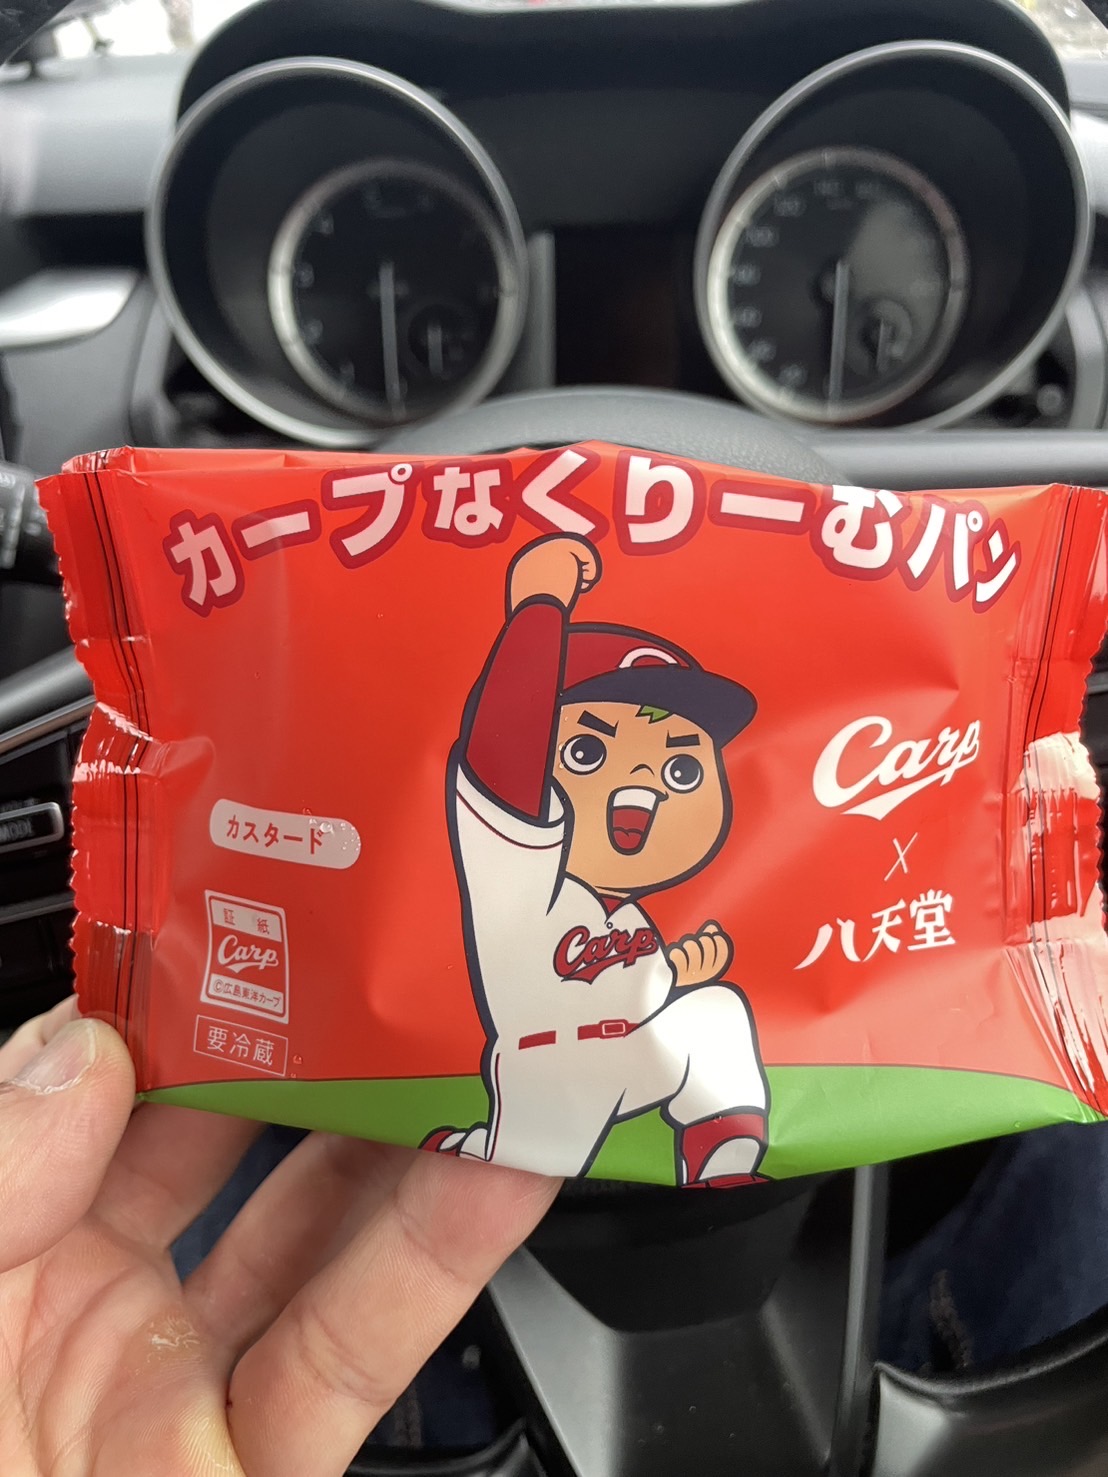 カープなくりーむパン
Carp
×
八天堂
カスタード
証紙
Carp
©広島東洋カープ
要冷蔵
Carp